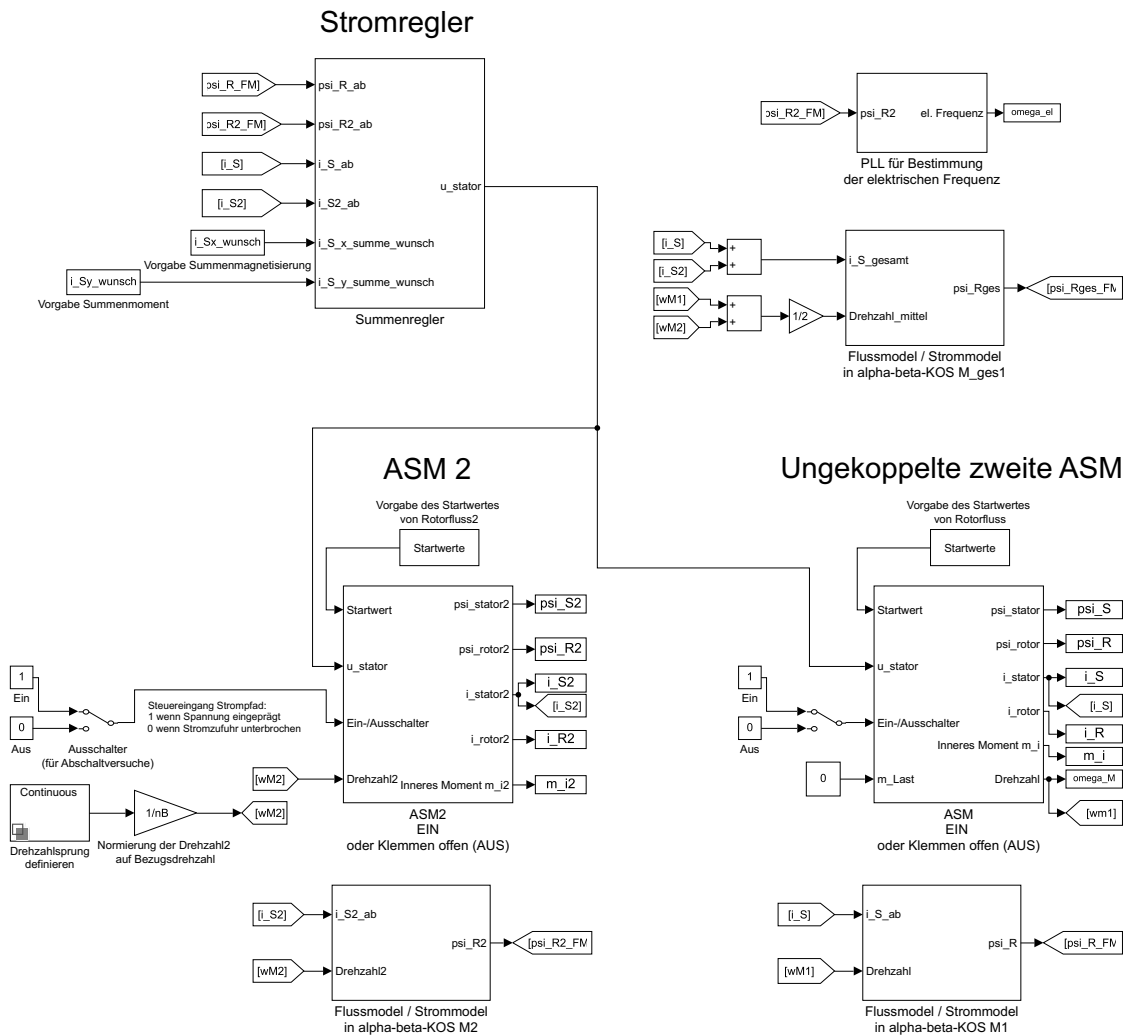 Stromregler
psi_R_FM]
psi_R_ab
psi_R2_FM]
psi_R2_ab
[i_S]
i_S_ab
[i_S2]
i_S2_ab
u_stator
i_Sx_wunsch
i_S_x_summe_wunsch
Vorgabe Summenmagnetisierung
i_Sy_wunsch
i_S_y_summe_wunsch
Vorgabe Summenmoment
Summenregler
psi_R2_FM]
psi_R2
el. Frequenz
omega_el
PLL für Bestimmung
der elektrischen Frequenz
[i_S]
+
[i_S2]
+
i_S_gesamt
psi_Rges
[psi_Rges_FM
[wM1]
+
[wM2]
+
1/2
Drehzahl_mittel
Flussmodel / Strommodel
in alpha-beta-KOS M_ges1
ASM 2
Vorgabe des Startwertes
von Rotorfluss2
Startwerte
Startwert
psi_stator2
psi_S2
psi_rotor2
psi_R2
u_stator
i_stator2
i_S2
[i_S2]
1
Ein
0
Aus
Ausschalter
(für Abschaltversuche)
Steuereingang Strompfad:
1 wenn Spannung eingeprägt
0 wenn Stromzufuhr unterbrochen
Ein-/Ausschalter
i_rotor2
i_R2
[wM2]
Drehzahl2
Inneres Moment m_i2
m_i2
ASM2
EIN
oder Klemmen offen (AUS)
Continuous
Drehzahlsprung
definieren
1/nB
Normierung der Drehzahl2
auf Bezugsdrehzahl
[wM2]
Ungekoppelte zweite ASM
Vorgabe des Startwertes
von Rotorfluss
Startwerte
Startwert
psi_stator
psi_S
psi_rotor
psi_R
u_stator
i_stator
i_S
[i_S]
1
Ein
0
Aus
Ein-/Ausschalter
i_rotor
i_R
Inneres Moment m_i
m_i
0
m_Last
Drehzahl
omega_M
[wm1]
ASM
EIN
oder Klemmen offen (AUS)
[i_S2]
i_S2_ab
psi_R2
[psi_R2_FM
[wM2]
Drehzahl2
Flussmodel / Strommodel
in alpha-beta-KOS M2
[i_S]
i_S_ab
psi_R
[psi_R_FM
[wM1]
Drehzahl
Flussmodel / Strommodel
in alpha-beta-KOS M1